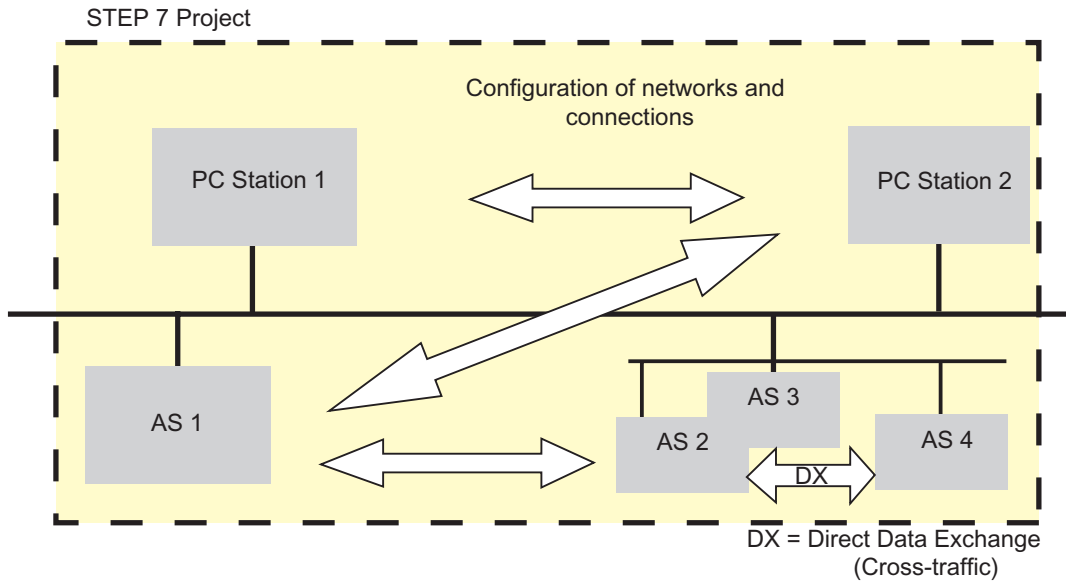 STEP 7 Project
Configuration of networks and
connections
PC Station 1
PC Station 2
AS 1
AS 3
AS 2
AS 4
DX
DX = Direct Data Exchange
(Cross-traffic)